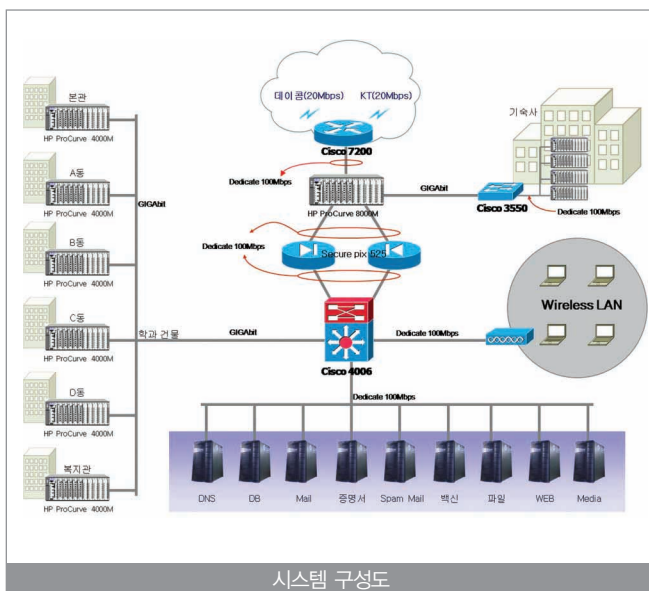 데이콤(20Mbps) KT(20Mbps)
Cisco 7200
Dedicate 100Mbps
HP ProCurve 8000M
GIGAbit
Cisco 3550
기숙사
Dedicate 100Mbps
본관
HP ProCurve 4000M
A동
HP ProCurve 4000M
GIGAbit
B동
HP ProCurve 4000M
C동
HP ProCurve 4000M
D동
HP ProCurve 4000M
복지관
HP ProCurve 4000M
학과 건물
GIGAbit
Dedicate 100Mbps
Secure pix 525
Cisco 4006
Dedicate 100Mbps
Wireless LAN
Dedicate 100Mbps
DNS DB Mail 증명서 Spam Mail 백신 파일 WEB Media
시스템 구성도